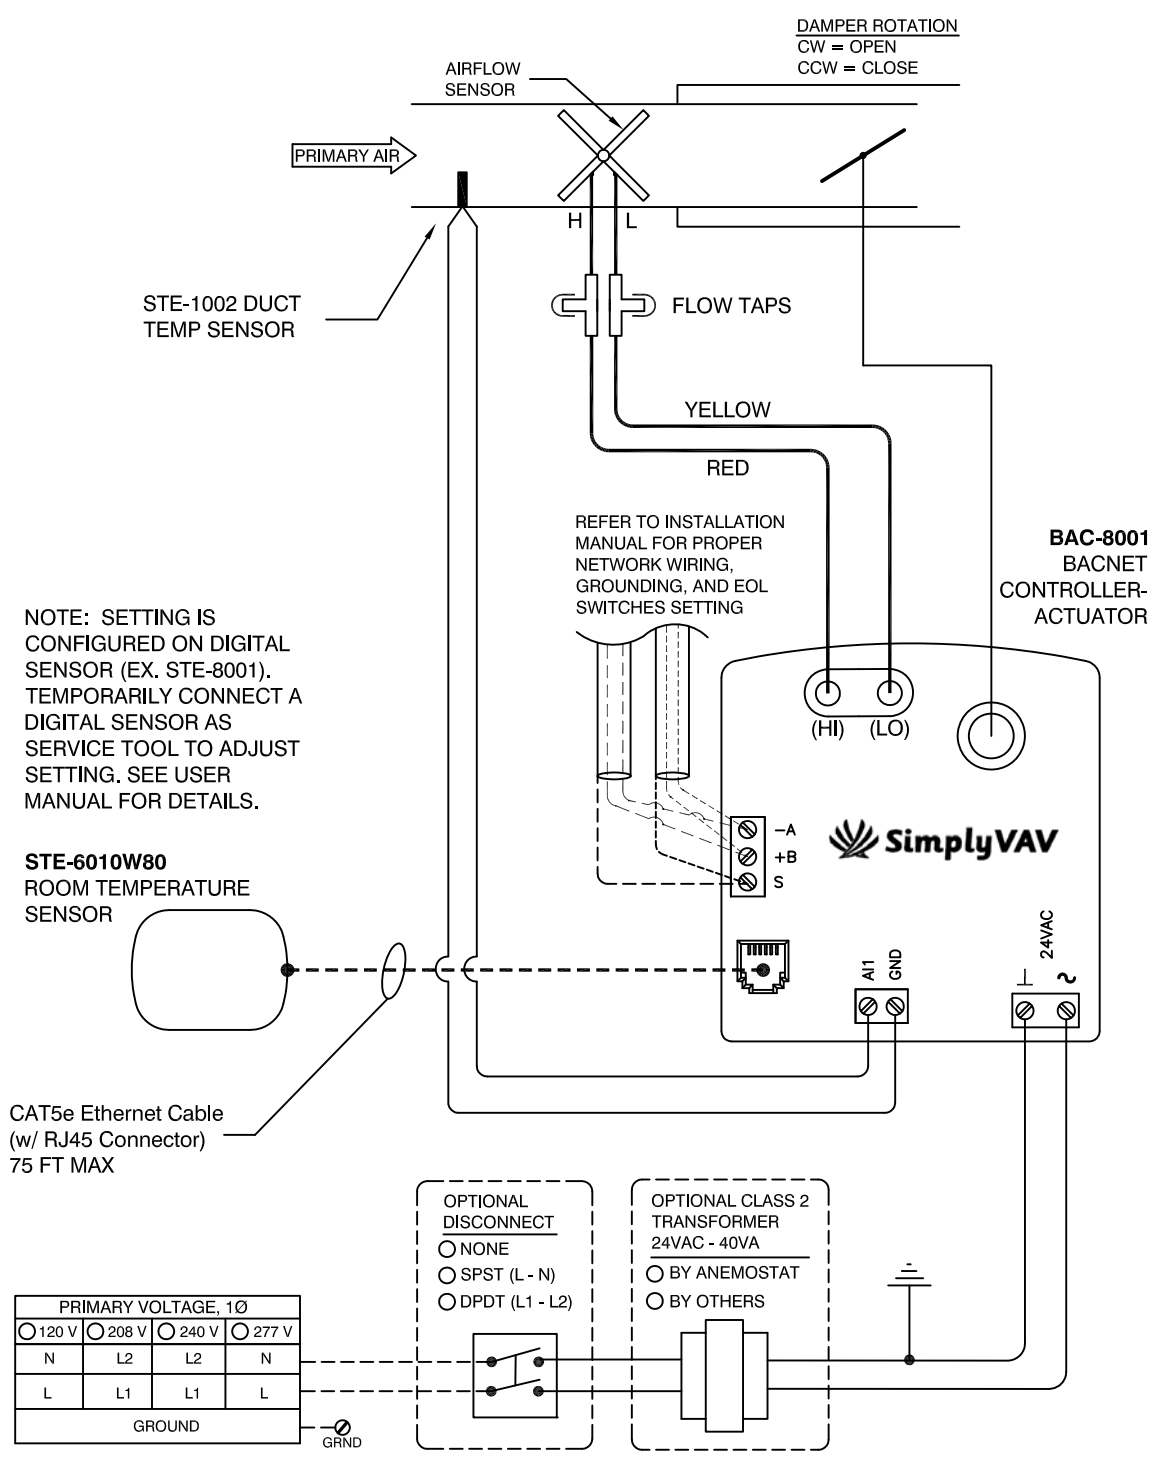 DAMPER ROTATION
CW = OPEN
CCW = CLOSE
AIRFLOW
SENSOR
PRIMARY AIR
H L
STE-1002 DUCT
TEMP SENSOR
FLOW TAPS
YELLOW
RED
REFER TO INSTALLATION
MANUAL FOR PROPER
NETWORK WIRING,
GROUNDING, AND EOL
SWITCHES SETTING
BAC-8001
BACNET
CONTROLLER-
ACTUATOR
NOTE: SETTING IS
CONFIGURED ON DIGITAL
SENSOR (EX. STE-8001).
TEMPORARILY CONNECT A
DIGITAL SENSOR AS
SERVICE TOOL TO ADJUST
SETTING. SEE USER
MANUAL FOR DETAILS.
(HI) (LO)
-A
+B
S
SimplyVAV
STE-6010W80
ROOM TEMPERATURE
SENSOR
AI1
GND
24VAC
CAT5e Ethernet Cable
(w/ RJ45 Connector)
75 FT MAX
OPTIONAL
DISCONNECT
NONE
SPST (L - N)
DPDT (L1 - L2)
OPTIONAL CLASS 2
TRANSFORMER
24VAC - 40VA
BY ANEMOSTAT
BY OTHERS
PRIMARY VOLTAGE, 1Ø
120 V 208 V 240 V 277 V
N L2 L2 N
L L1 L1 L
GROUND
GRND